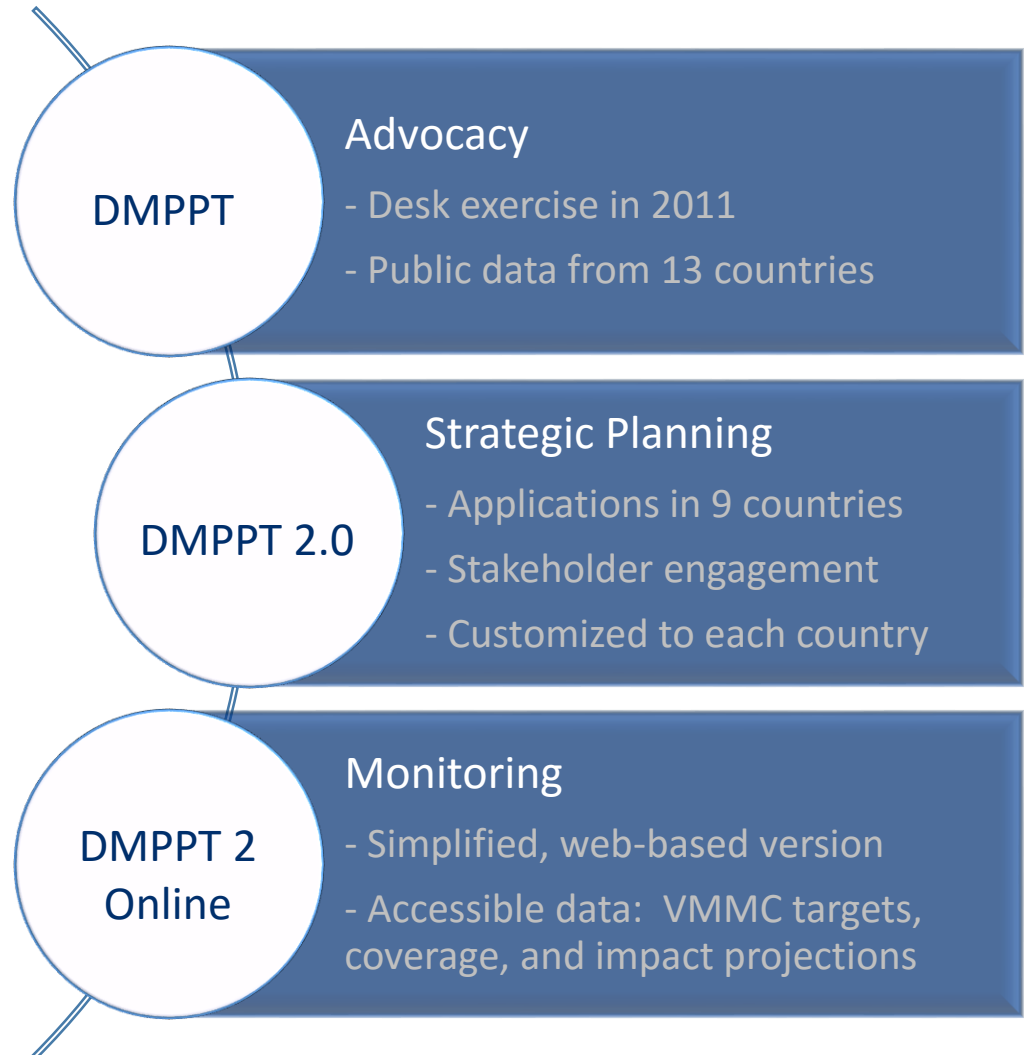 DMPPT
Advocacy
- Desk exercise in 2011
- Public data from 13 countries
DMPPT 2.0
Strategic Planning
- Applications in 9 countries
- Stakeholder engagement
- Customized to each country
DMPPT 2
Online
Monitoring
- Simplified, web-based version
- Accessible data:  VMMC targets,
coverage, and impact projections